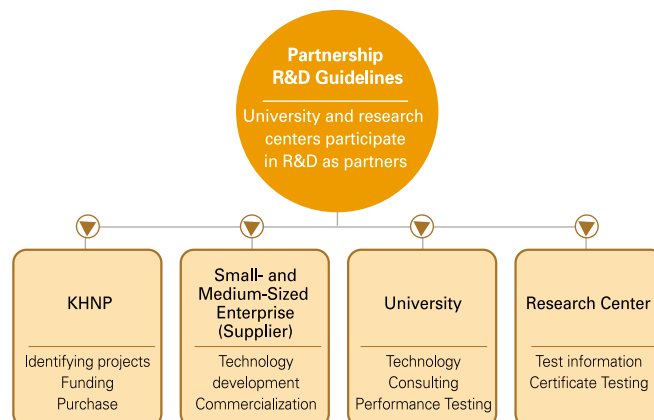 Partnership
R&D Guidelines
University and research
centers participate
in R&D as partners
KHNP
Identifying projects
Funding
Purchase
Small- and
Medium-Sized
Enterprise
(Supplier)
Technology
development
Commercialization
University
Technology
Consulting
Performance Testing
Research Center
Test information
Certificate Testing